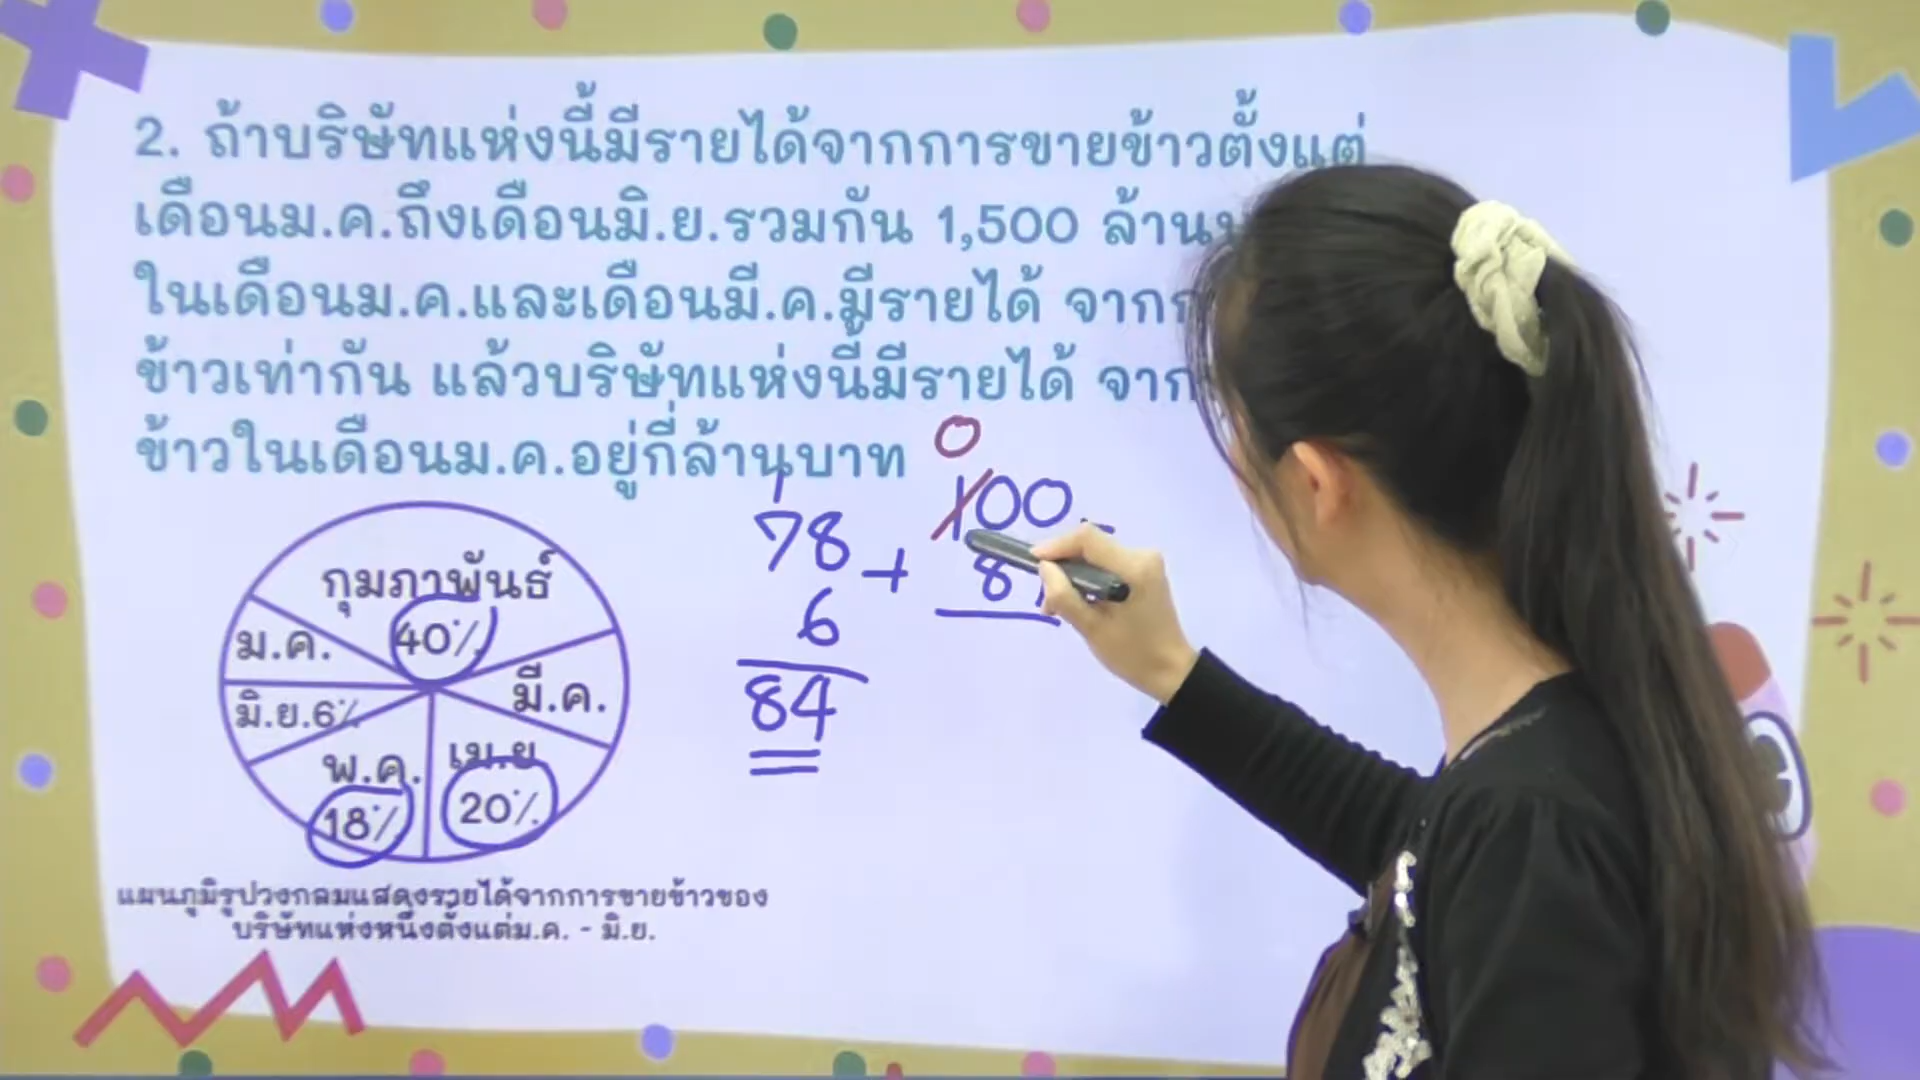 2. ถ้าบริษัทแห่งนี้มีรายได้จากการขายข้าวตั้งแต่
เดือนม.ค.ถึงเดือนมิ.ย.รวมกัน 1,500
ในเดือนม.ค.และเดือนมี.ค.มีรายได้
ข้าวเท่ากัน แล้วบริษัทแห่งนี้มีรายได้
ข้าวในเดือนม.ค.อยู่กี่ล้านบาท
กุมภาพันธ์
40%
ม.ค.
มี.ค.
มิ.ย.6%
พ.ค.
18%
เม.ย
20%
แผนภูมิรูปวงกลมแสดงรายได้จากการขายข้าวของ
บริษัทแห่งหนึ่งตั้งแต่ม.ค. - มิ.ย.
1
78
+
6
84
0
100
8